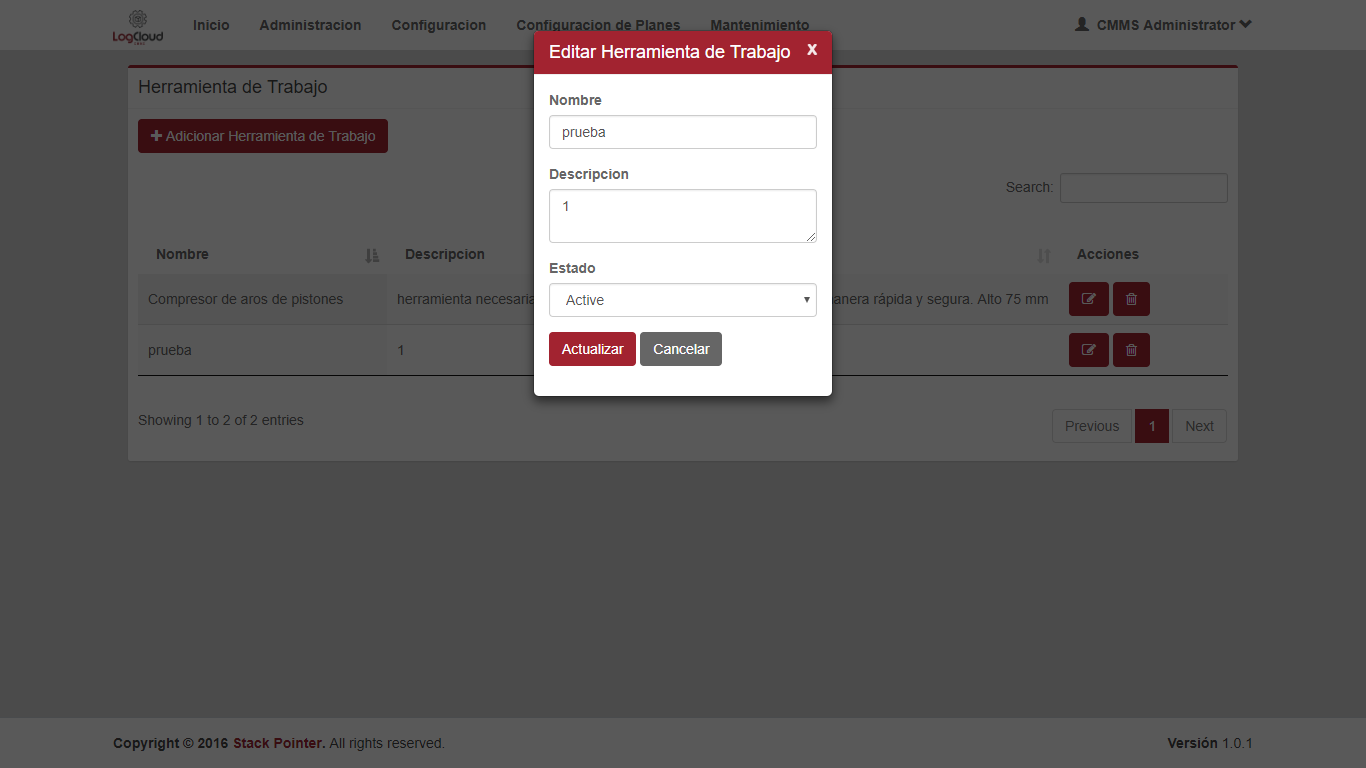 LogCloud
Inicio Administracion Configuracion Configuracion de Planes Mantenimiento CMMS Administrator
Editar Herramienta de Trabajo x
Nombre
prueba
Descripcion
1
Estado
Active
Actualizar Cancelar
Herramienta de Trabajo
+ Adicionar Herramienta de Trabajo
Search:
Nombre Descripcion Acciones
Compresor de aros de pistones herramienta necesaria rápida y segura. Alto 75 mm
prueba 1
Showing 1 to 2 of 2 entries
Previous 1 Next
Copyright © 2016 Stack Pointer. All rights reserved. Versión 1.0.1